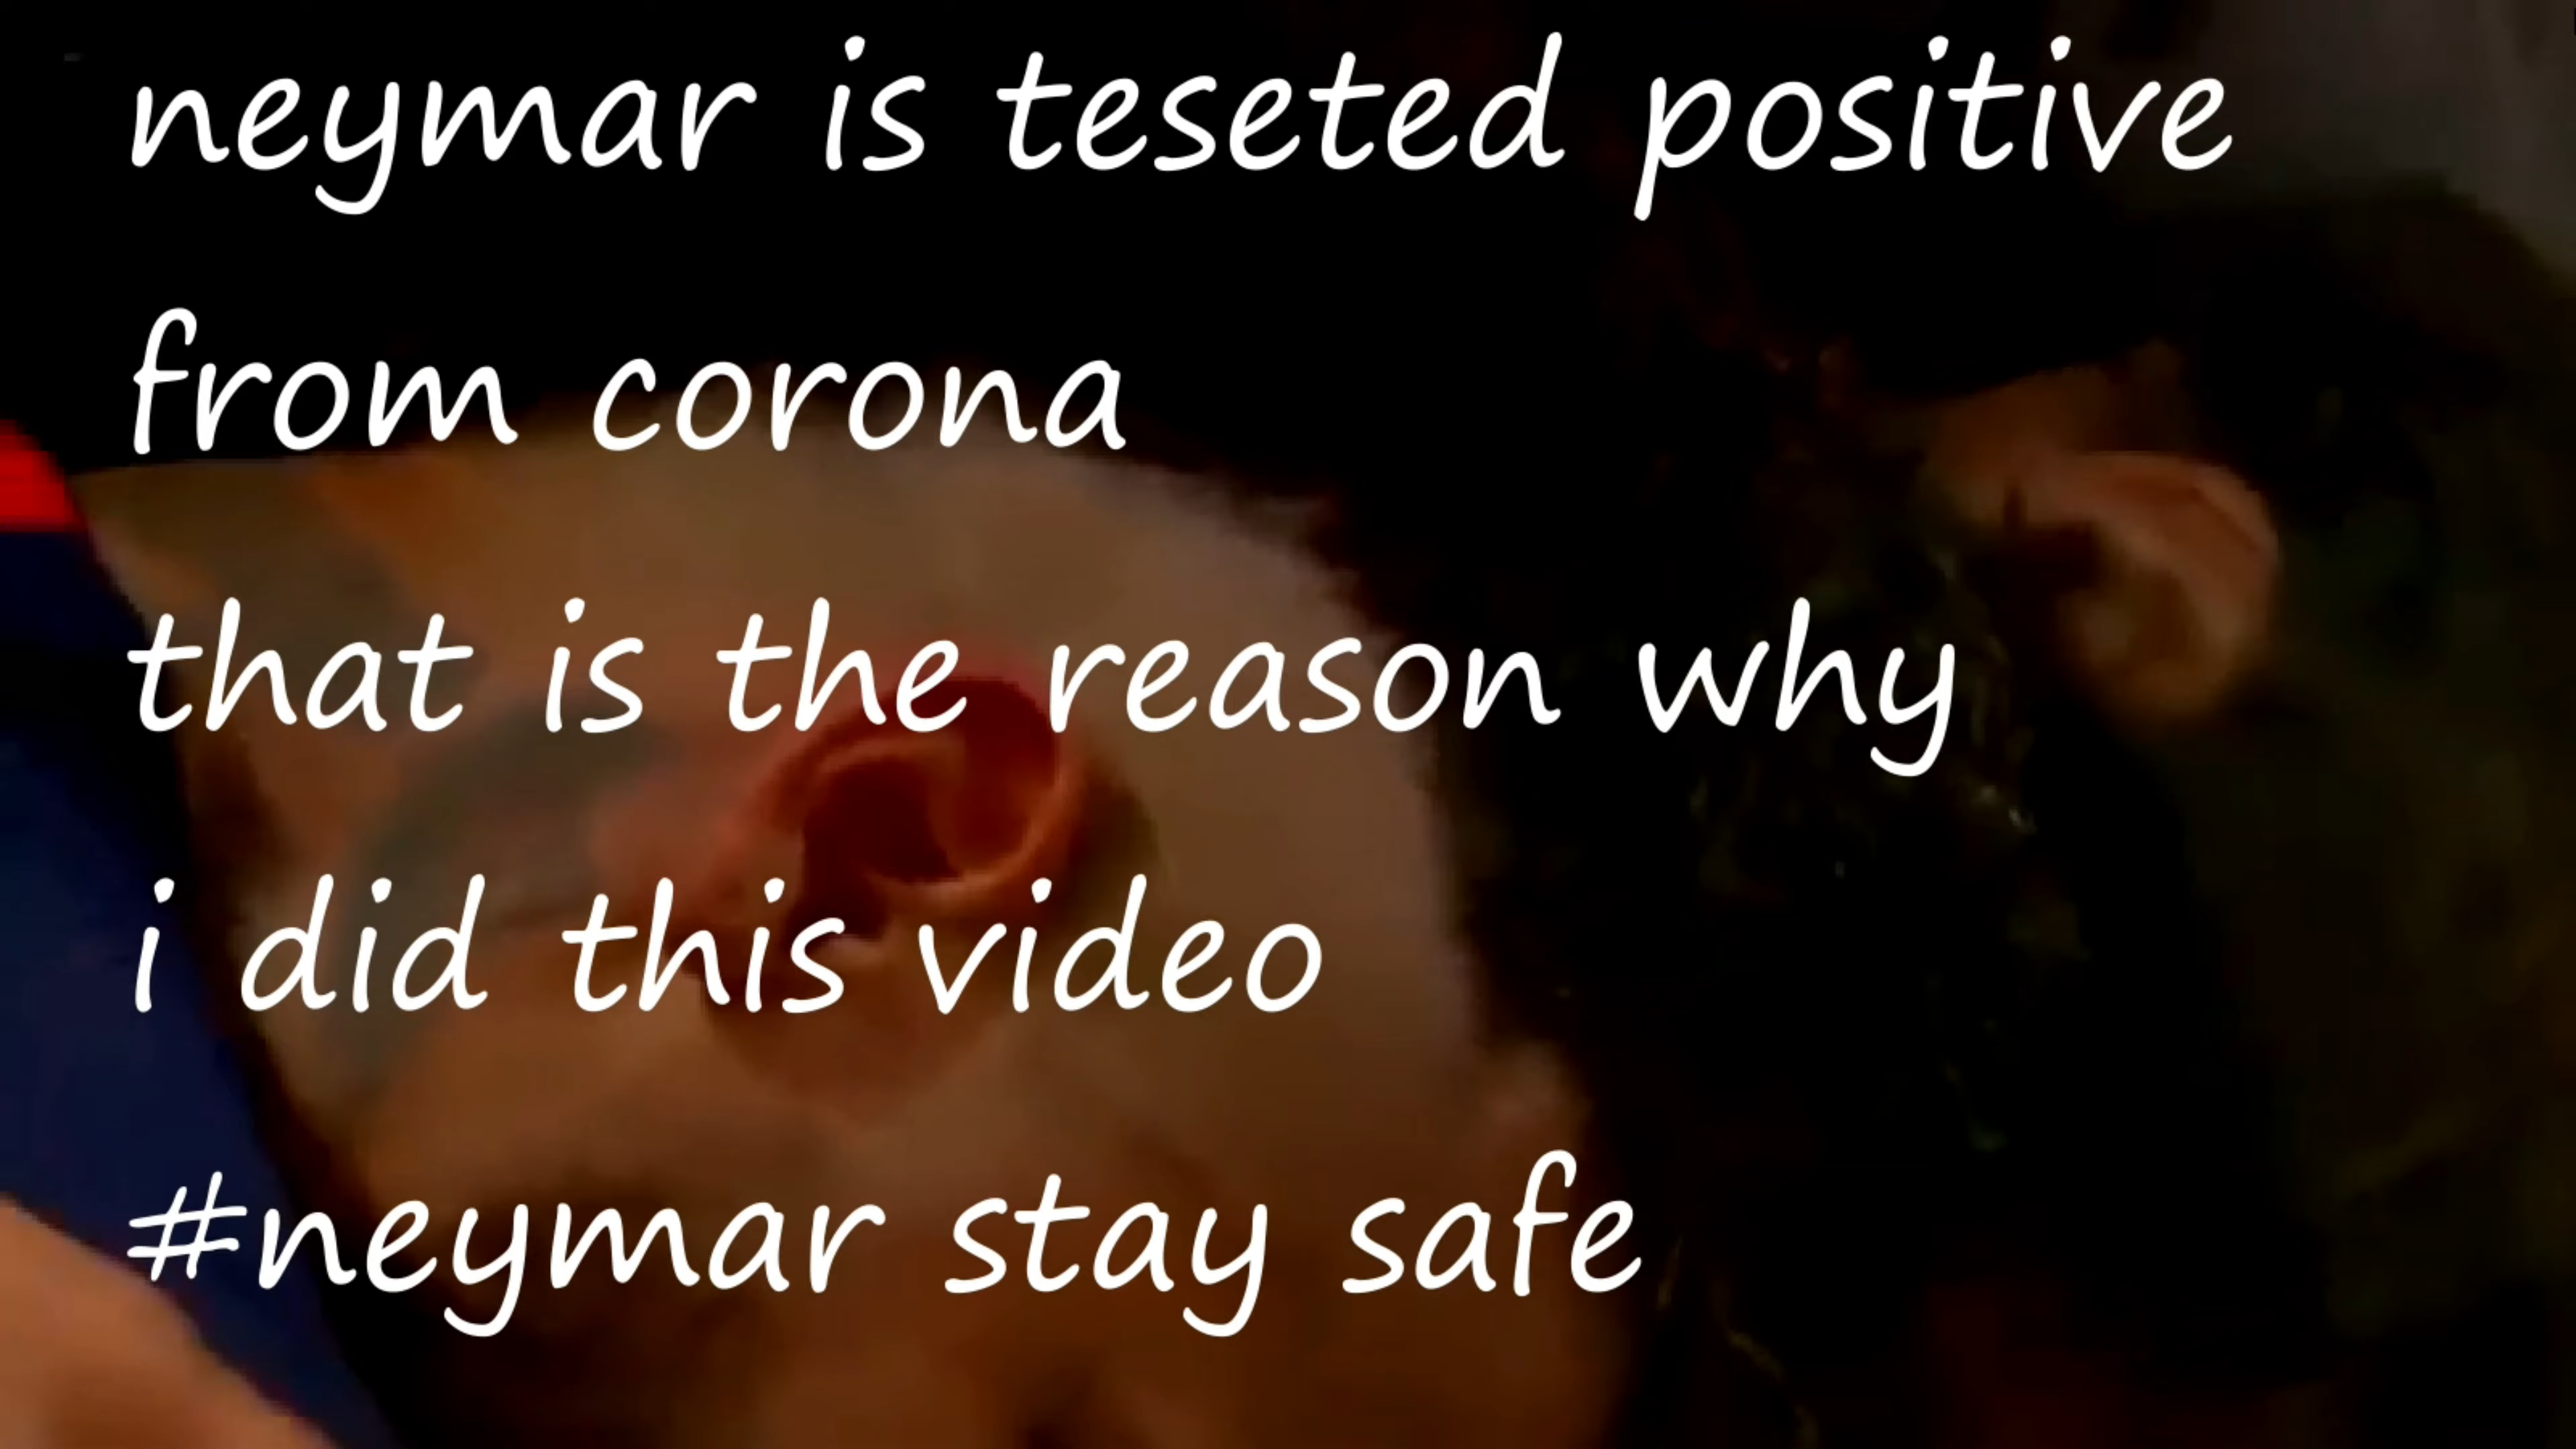 neymar is teseted positive
from corona
that is the reason why
i did this video
#neymar stay safe